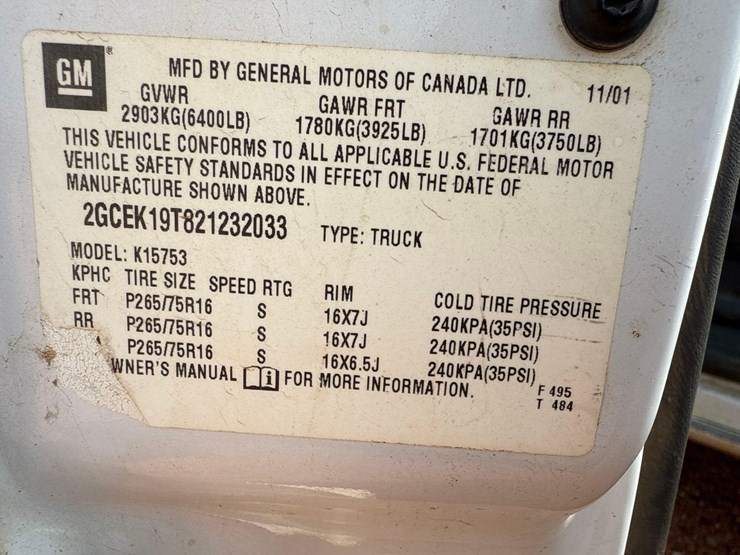 GM
MFD BY GENERAL MOTORS OF CANADA LTD. 11/01
GVWR GAWR FRT GAWR RR
2903KG(6400LB) 1780KG(3925LB) 1701KG(3750LB)
THIS VEHICLE CONFORMS TO ALL APPLICABLE U.S. FEDERAL MOTOR
VEHICLE SAFETY STANDARDS IN EFFECT ON THE DATE OF
MANUFACTURE SHOWN ABOVE.
2GCEK19T821232033 TYPE: TRUCK
MODEL: K15753
KPHC TIRE SIZE SPEED RTG RIM COLD TIRE PRESSURE
FRT P265/75R16 S 16X7J 240KPA(35PSI)
RR P265/75R16 S 16X7J 240KPA(35PSI)
P265/75R16 S 16X6.5J 240KPA(35PSI)
WNER'S MANUAL i FOR MORE INFORMATION.
F 495
T 484